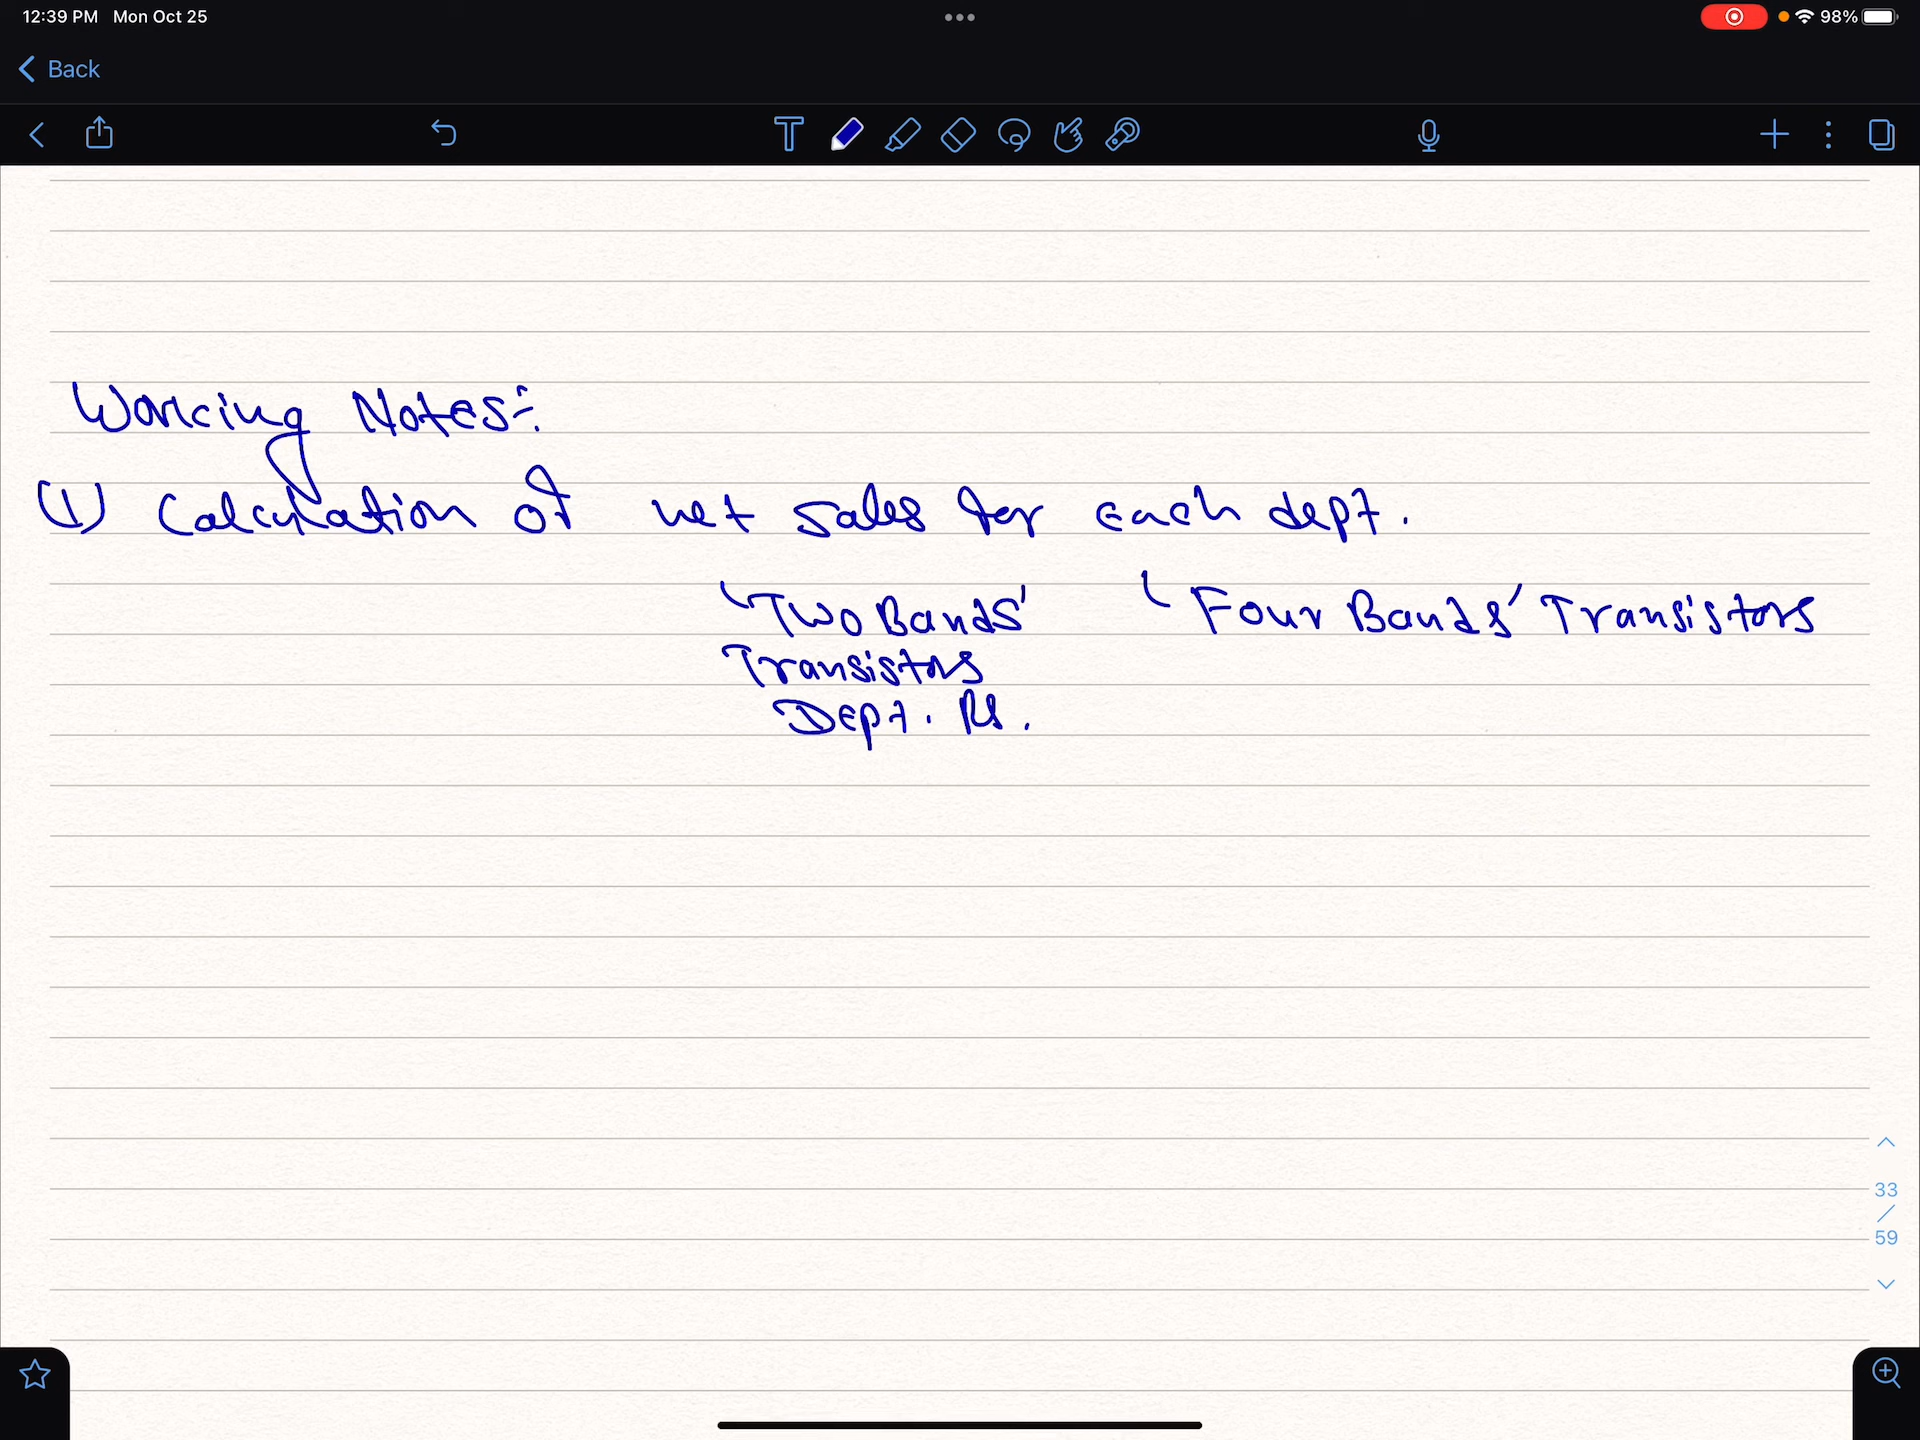 12:39 PM Mon Oct 25
98%
Back
Working Notes:-
(1) Calculation of net sales for each dept.
'Two Bands' 'Four Bands' Transistors
Transistors
Dept. Rs.
33
/
59